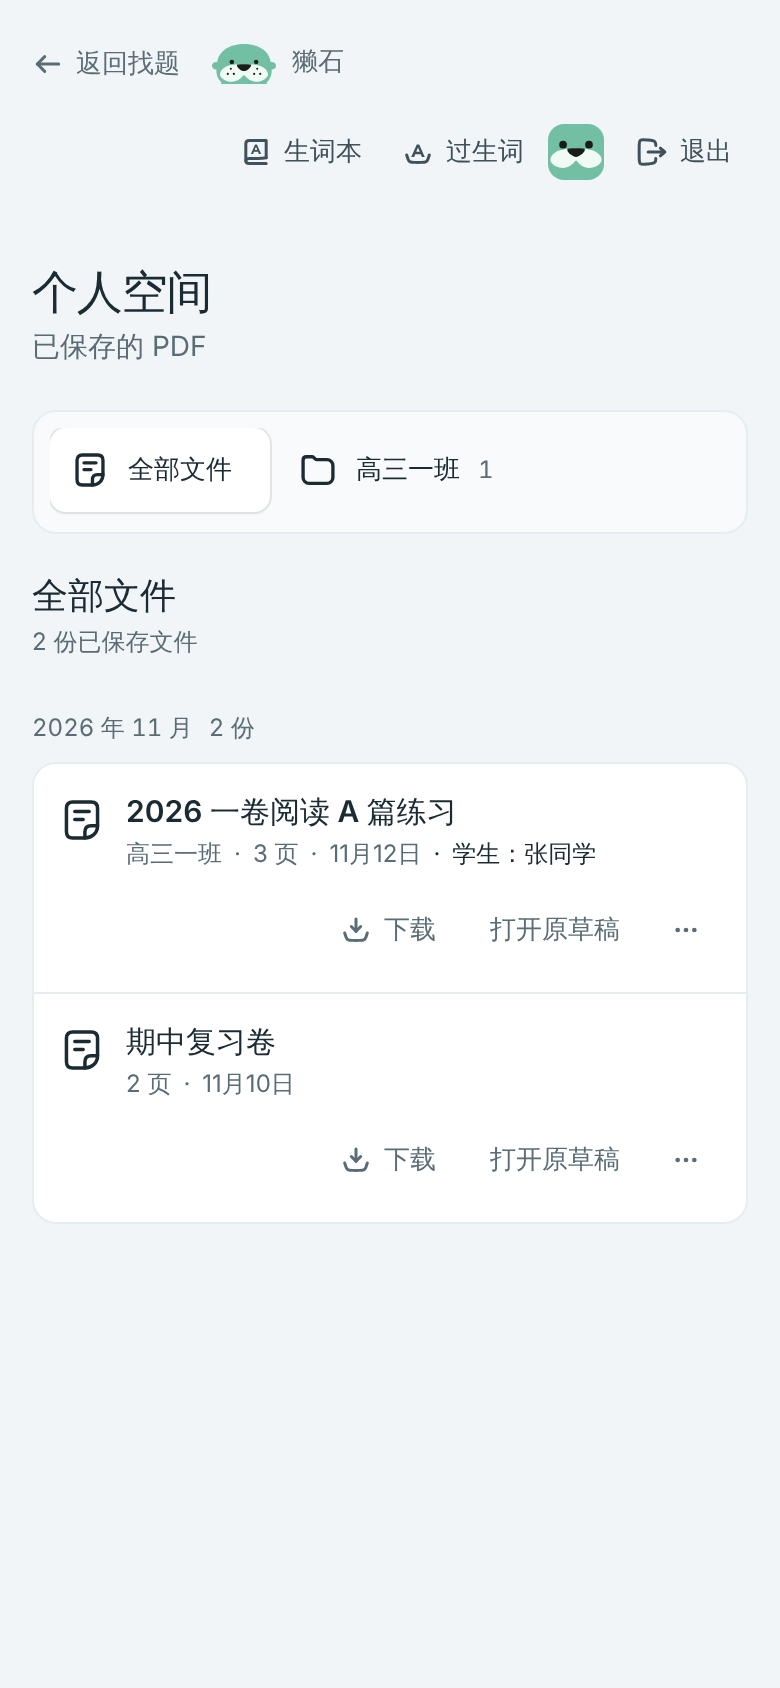 返回找题 獭石
生词本 过生词 退出
个人空间
已保存的 PDF
全部文件 高三一班 1
全部文件
2 份已保存文件
2026 年 11 月 2 份
2026 一卷阅读 A 篇练习
高三一班 · 3 页 · 11月12日 · 学生：张同学
下载 打开原草稿 ···
期中复习卷
2 页 · 11月10日
下载 打开原草稿 ···